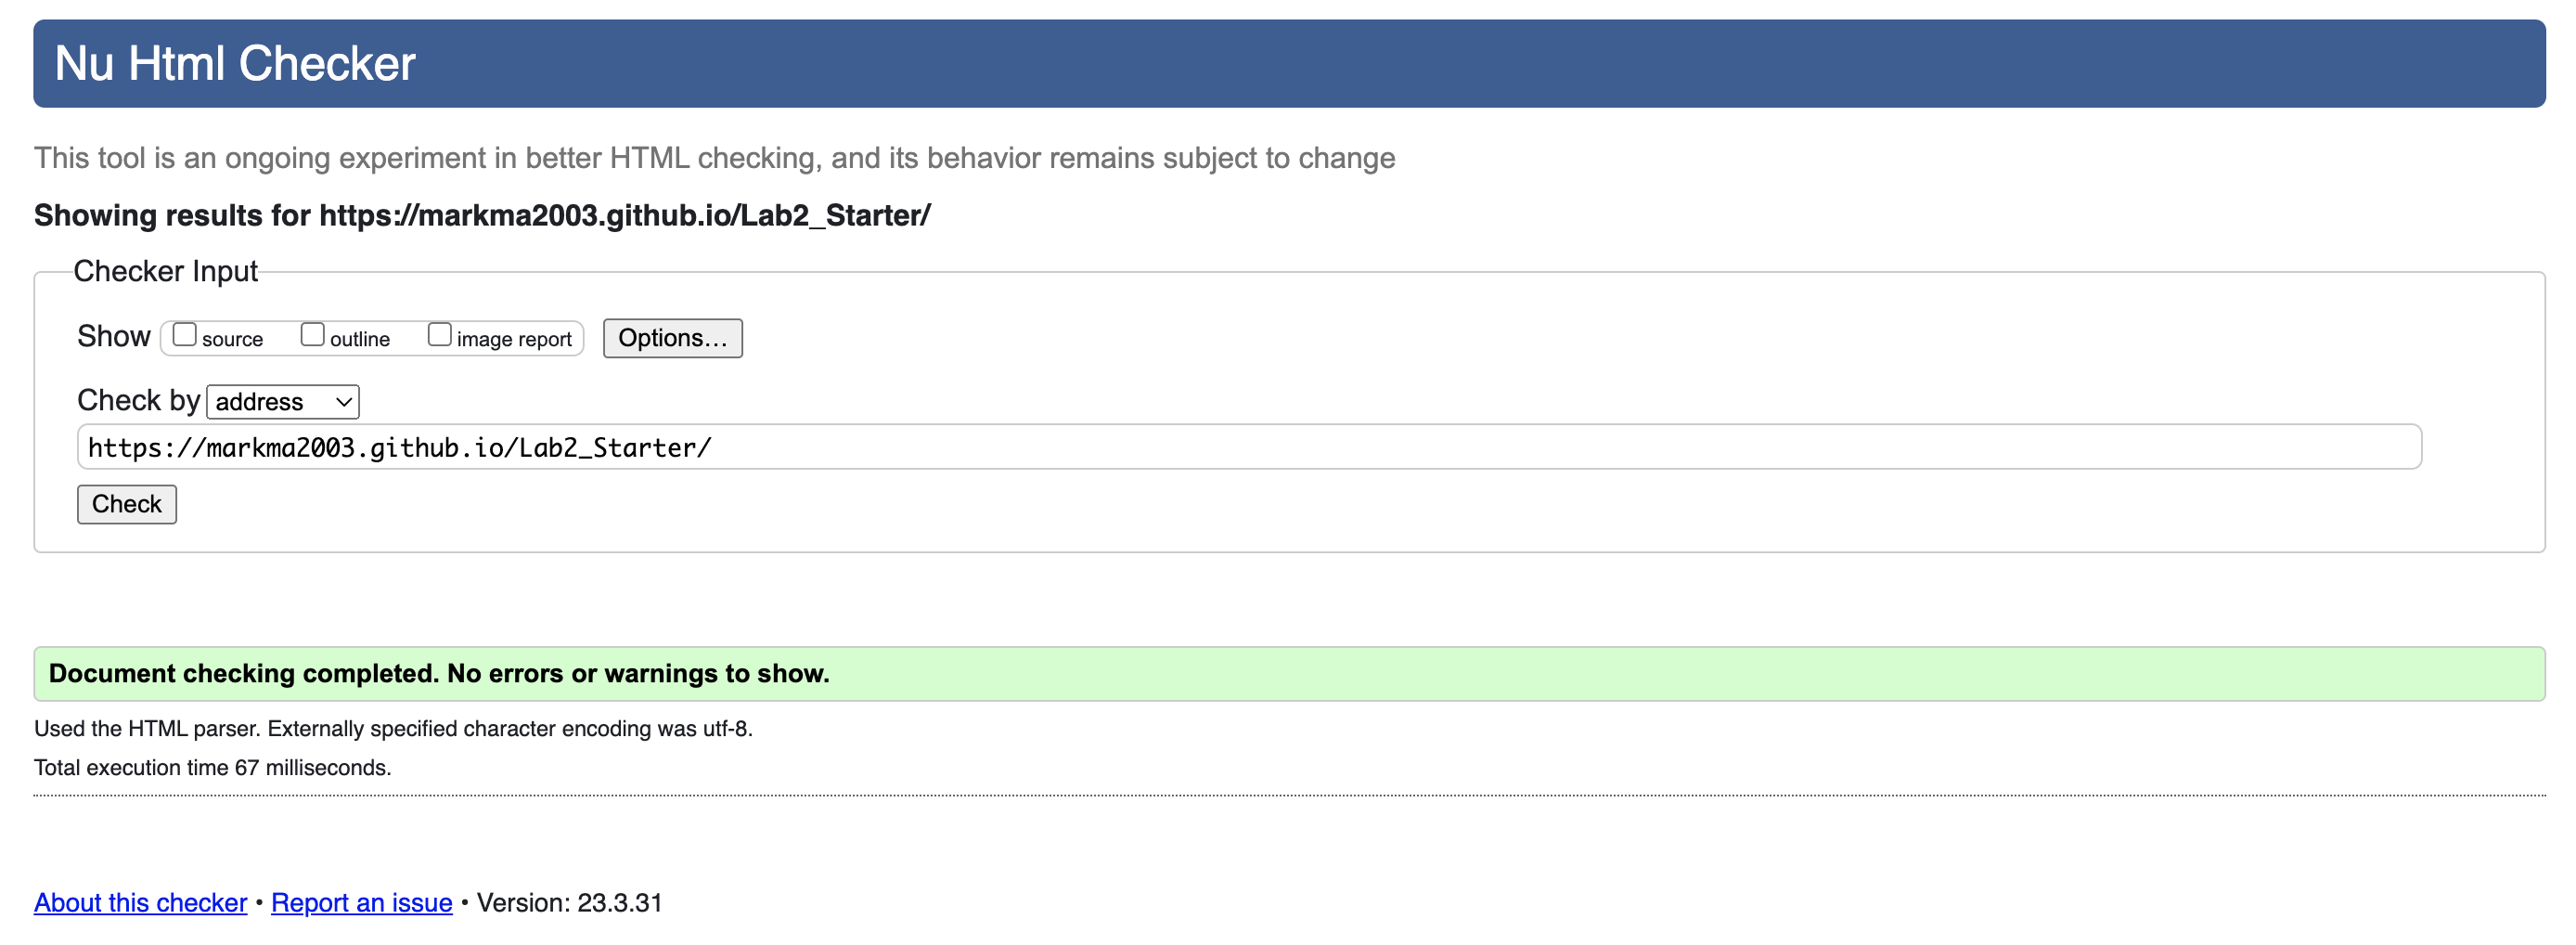 Nu Html Checker
This tool is an ongoing experiment in better HTML checking, and its behavior remains subject to change
Showing results for https://markma2003.github.io/Lab2_Starter/
Checker Input
Show source outline image report Options…
Check by address
https://markma2003.github.io/Lab2_Starter/
Check
Document checking completed. No errors or warnings to show.
Used the HTML parser. Externally specified character encoding was utf-8.
Total execution time 67 milliseconds.
About this checker • Report an issue • Version: 23.3.31